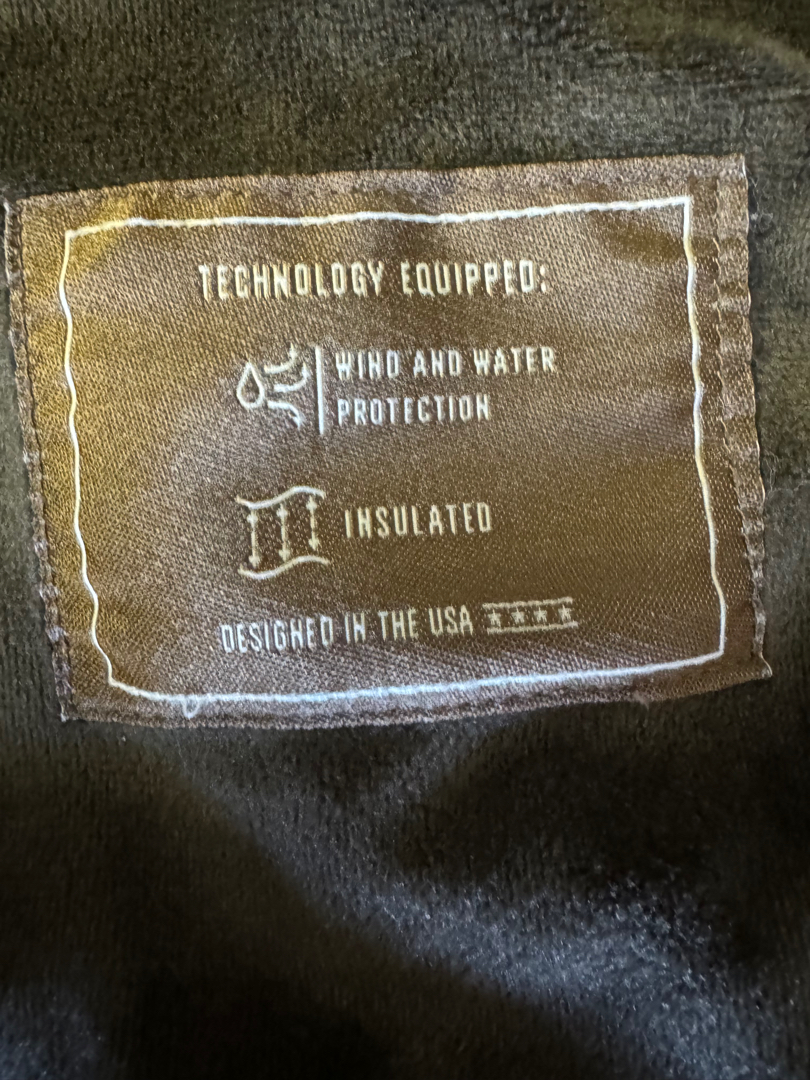 TECHNOLOGY EQUIPPED:
WIND AND WATER
PROTECTION
INSULATED
DESIGNED IN THE USA